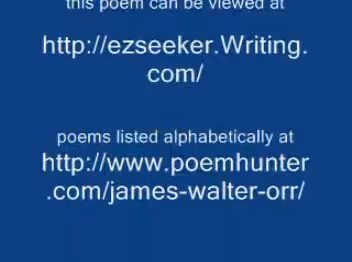 this poem can be viewed at
http://ezseeker.Writing.
com/
poems listed alphabetically at
http://www.poemhunter
.com/james-walter-orr/